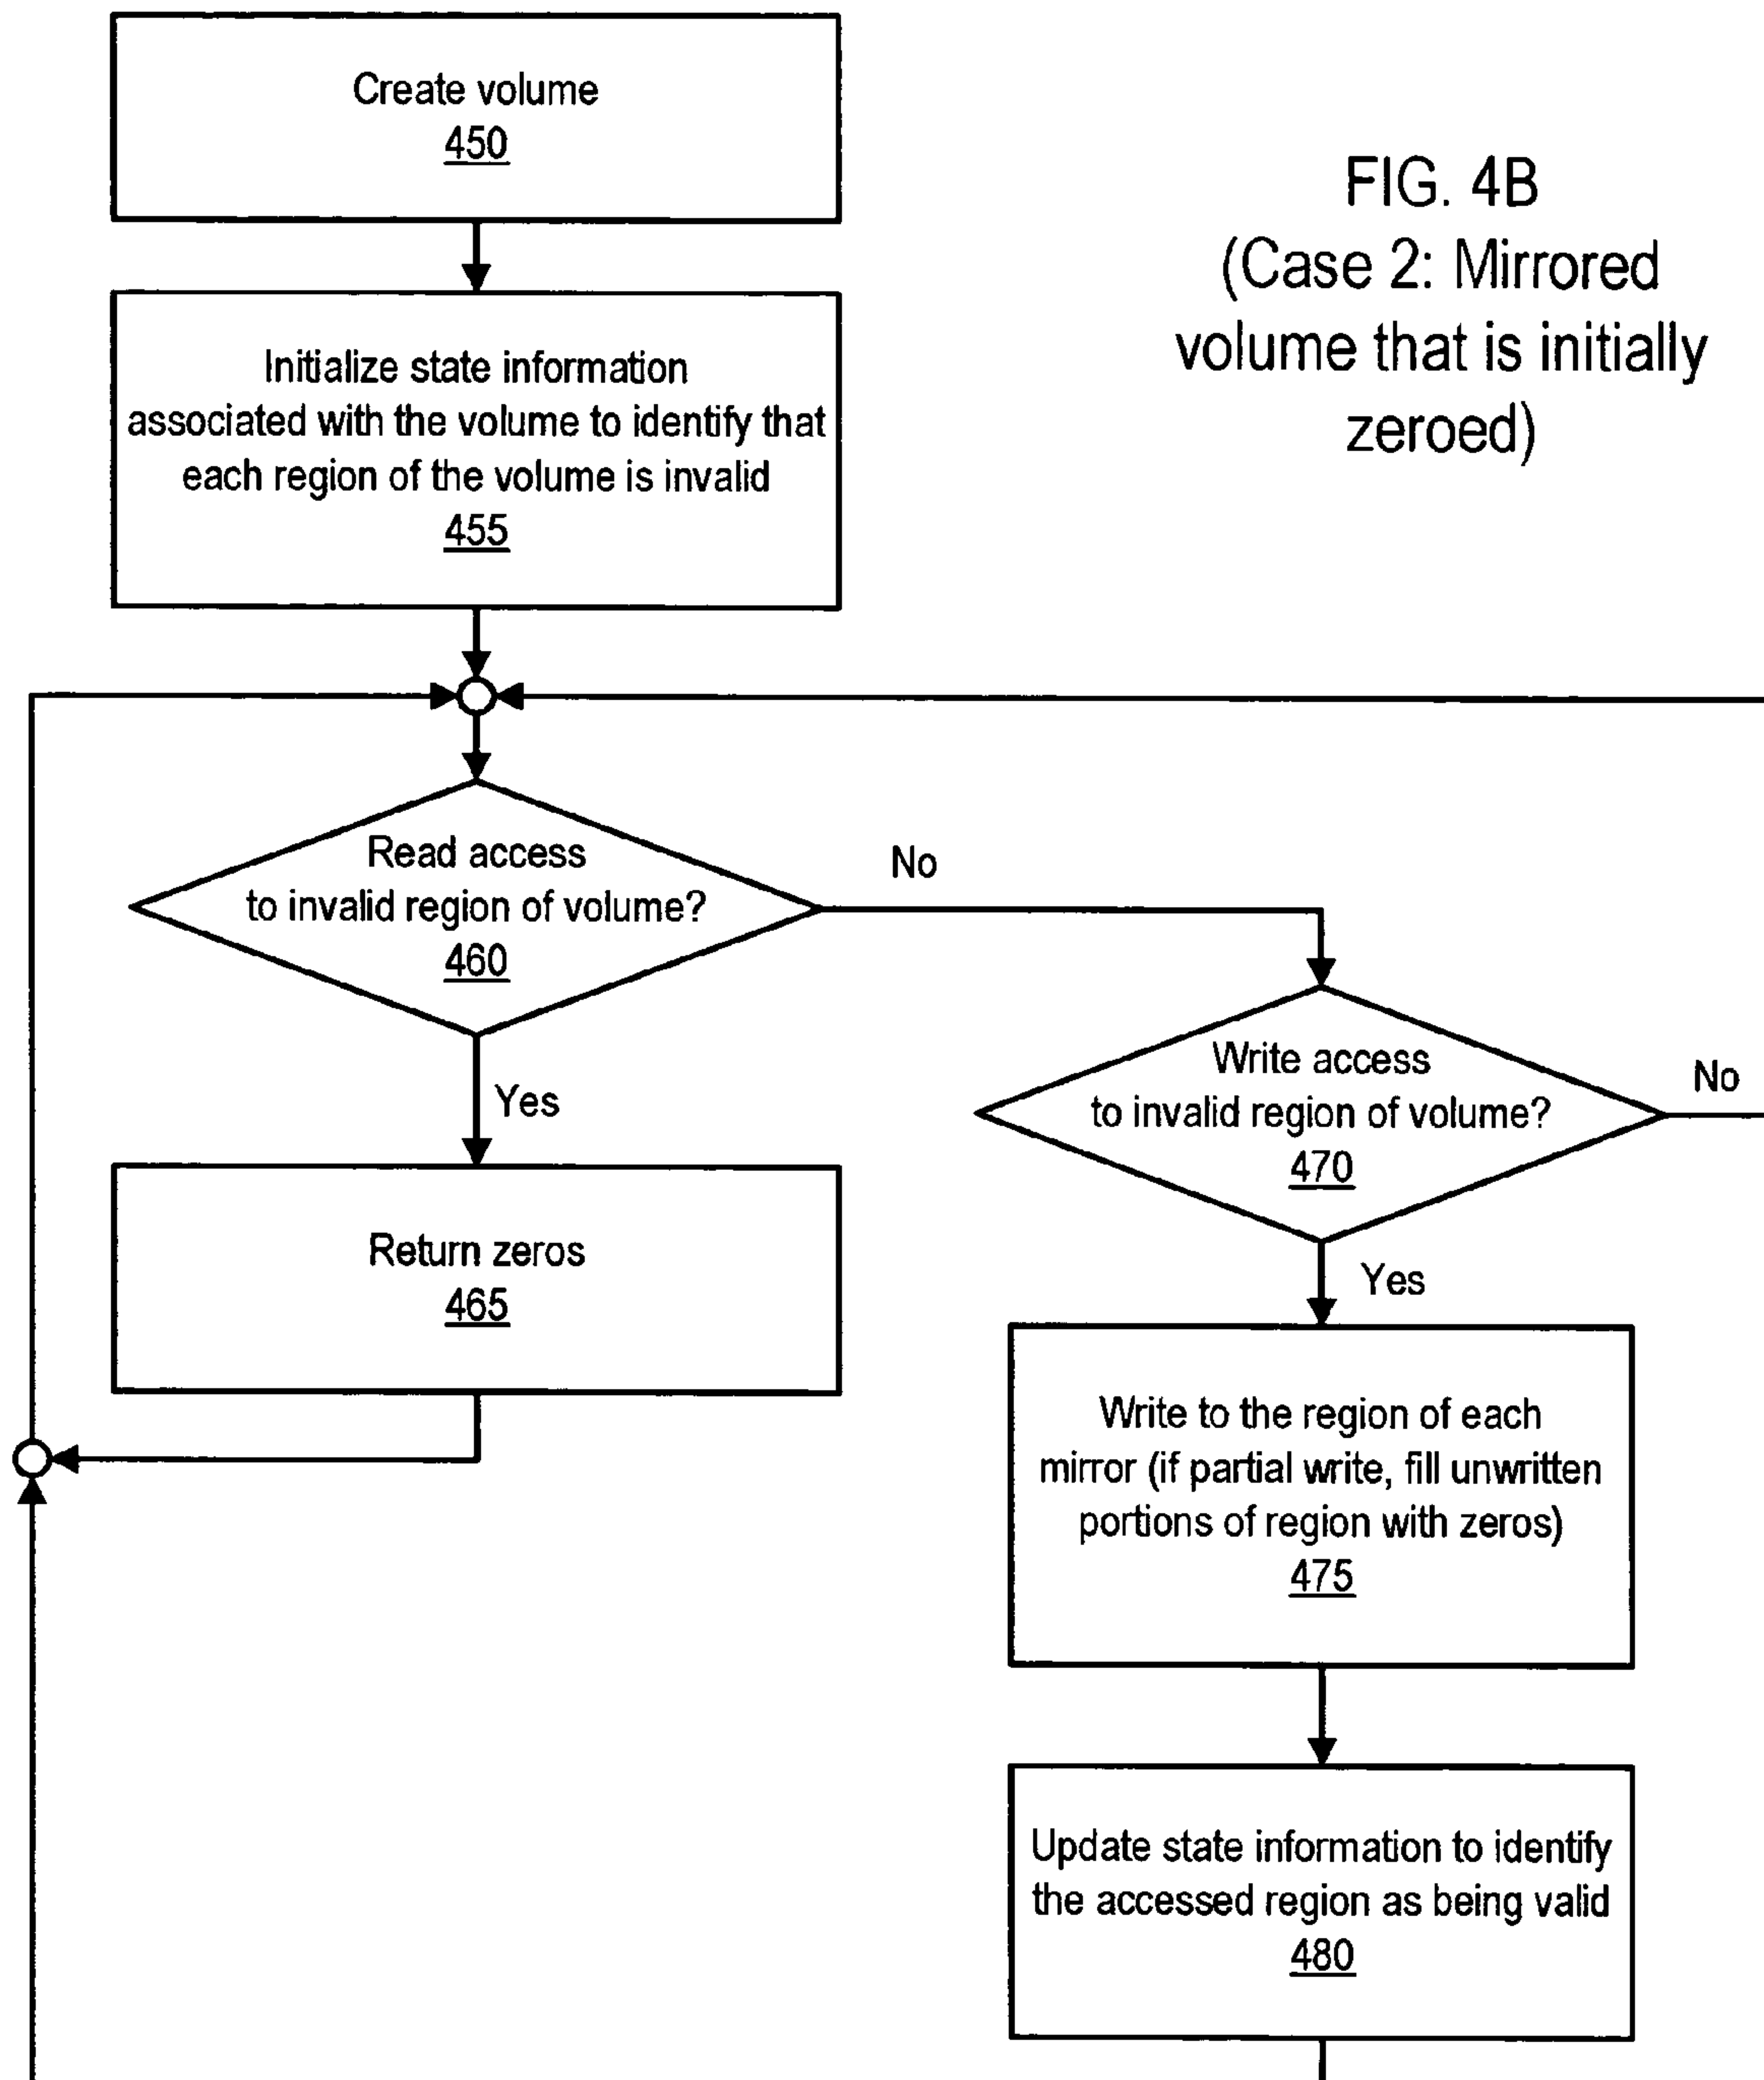 Create volume
450
FIG. 4B
(Case 2: Mirrored
volume that is initially
zeroed)
Initialize state information
associated with the volume to identify that
each region of the volume is invalid
455
Read access
to invalid region of volume?
460
No
Yes
Write access
to invalid region of volume?
470
No
Yes
Return zeros
465
Write to the region of each
mirror (if partial write, fill unwritten
portions of region with zeros)
475
Update state information to identify
the accessed region as being valid
480